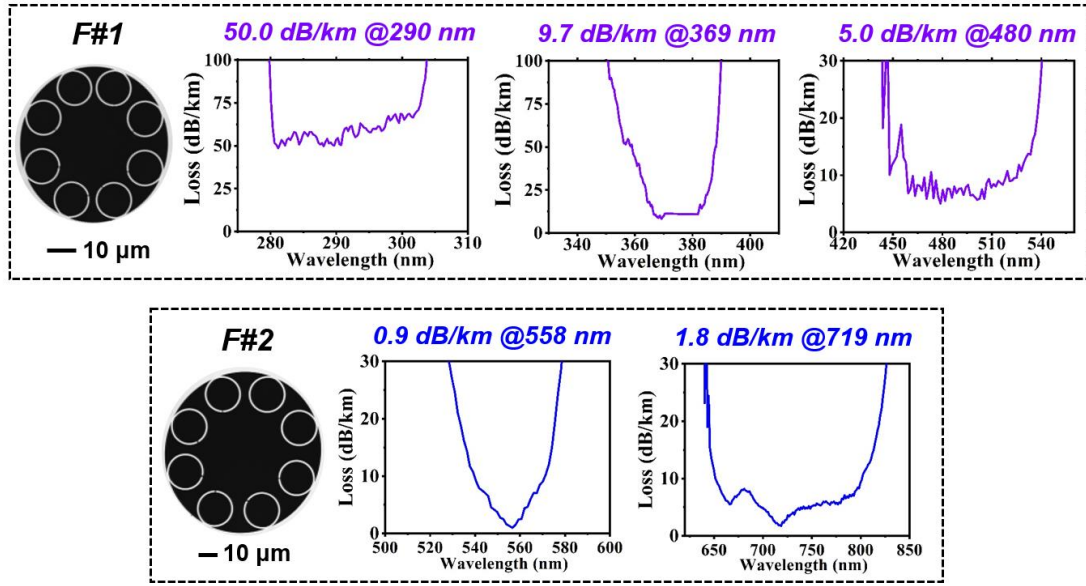 F#1
10 µm
50.0 dB/km @290 nm
100
75
50
25
0
Loss (dB/km)
280 290 300 310
Wavelength (nm)
9.7 dB/km @369 nm
100
75
50
25
0
Loss (dB/km)
340 360 380 400
Wavelength (nm)
5.0 dB/km @480 nm
30
20
10
0
Loss (dB/km)
420 450 480 510 540
Wavelength (nm)
F#2
10 µm
0.9 dB/km @558 nm
30
20
10
0
Loss (dB/km)
500 520 540 560 580 600
Wavelength (nm)
1.8 dB/km @719 nm
30
20
10
0
Loss (dB/km)
650 700 750 800 850
Wavelength (nm)